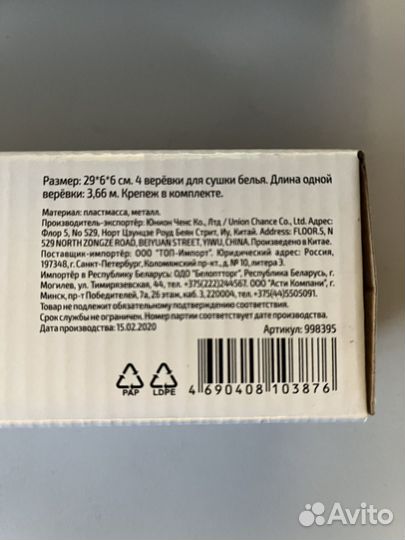 Размер: 29*6*6 см. 4 верёвки для сушки белья. Длина одной
верёвки: 3,66 м. Крепеж в комплекте.
Материал: пластмасса, металл.
Производитель-экспортёр: Юнион Ченс Ко., Лтд / Union Chance Co., Ltd. Адрес:
Флор 5, No 529, Норт Цзунцзе Роуд Беян Стрит, Иу, Китай. Address: FLOOR.5, N
529 NORTH ZONGZE ROAD, BEIYUAN STREET, YIWU, CHINA. Произведено в Китае.
Поставщик-импортёр: ООО "ТОП-Импорт". Юридический адрес: Россия,
197348, г. Санкт-Петербург, Коломяжский пр-кт., д.№ 10, литера З.
Импортёр в Республику Беларусь: ОДО "Белоптторг", Республика Беларусь, г.
Могилев, ул. Тимирязевская, 44, тел. +375(222)244567. ООО "Асти Компани", г.
Минск, пр-т Победителей, 7а, 26 этаж, каб. 3, 220004, т. +375(44)5505091.
Товар не подлежит обязательному подтверждению соответствия.
Срок службы не ограничен. Номер партии соответствует дате производства.
Дата производства: 15.02.2020
Артикул: 998395
PAP
LDPE
4 690408 103876
Avito